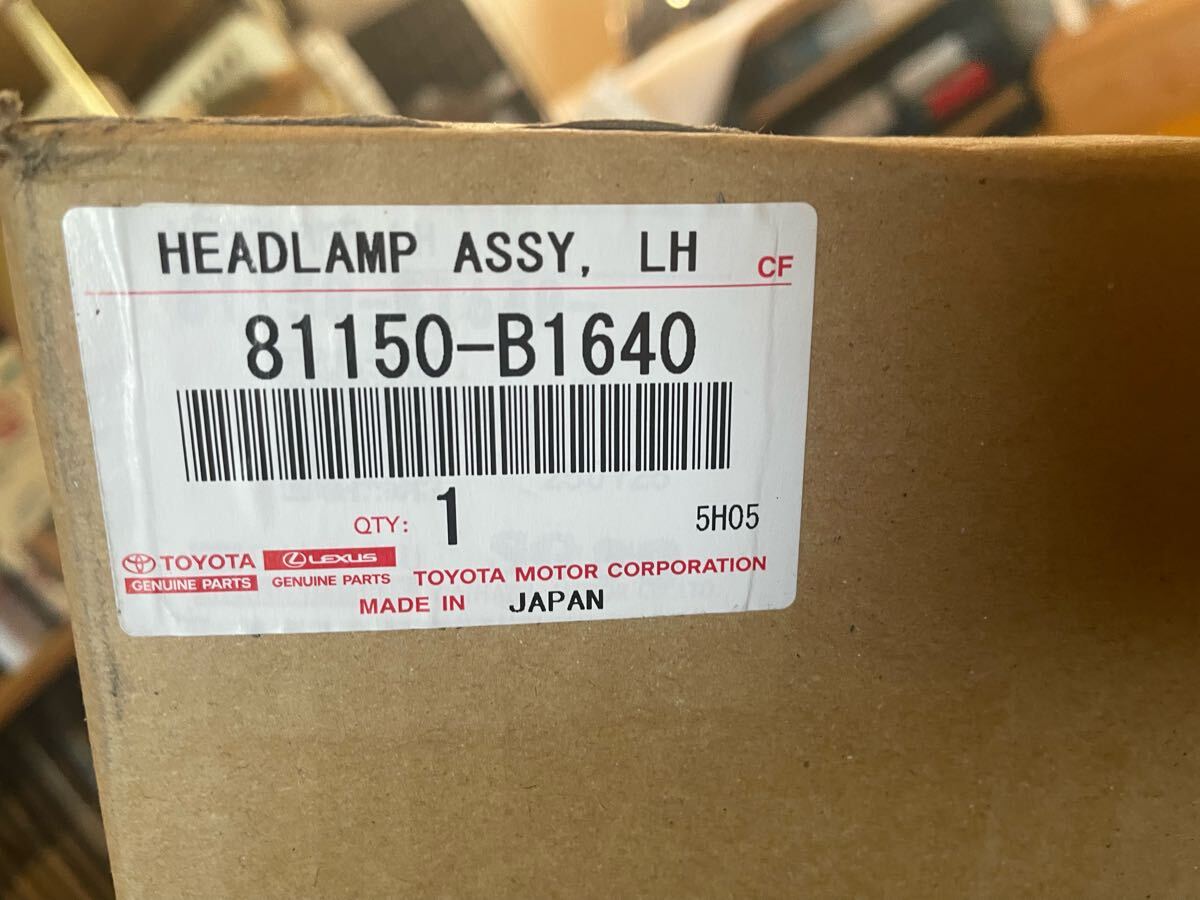 HEADLAMP ASSY, LH CF
81150-B1640
QTY: 1 5H05
TOYOTA LEXUS
GENUINE PARTS GENUINE PARTS TOYOTA MOTOR CORPORATION
MADE IN JAPAN